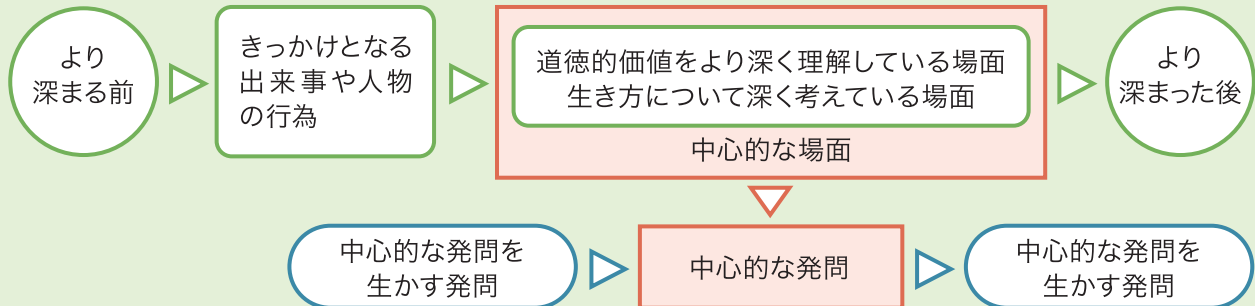 より
深まる前
きっかけとなる
出来事や人物
の行為
道徳的価値をより深く理解している場面
生き方について深く考えている場面
中心的な場面
より
深まった後
中心的な発問を
生かす発問
中心的な発問
中心的な発問を
生かす発問